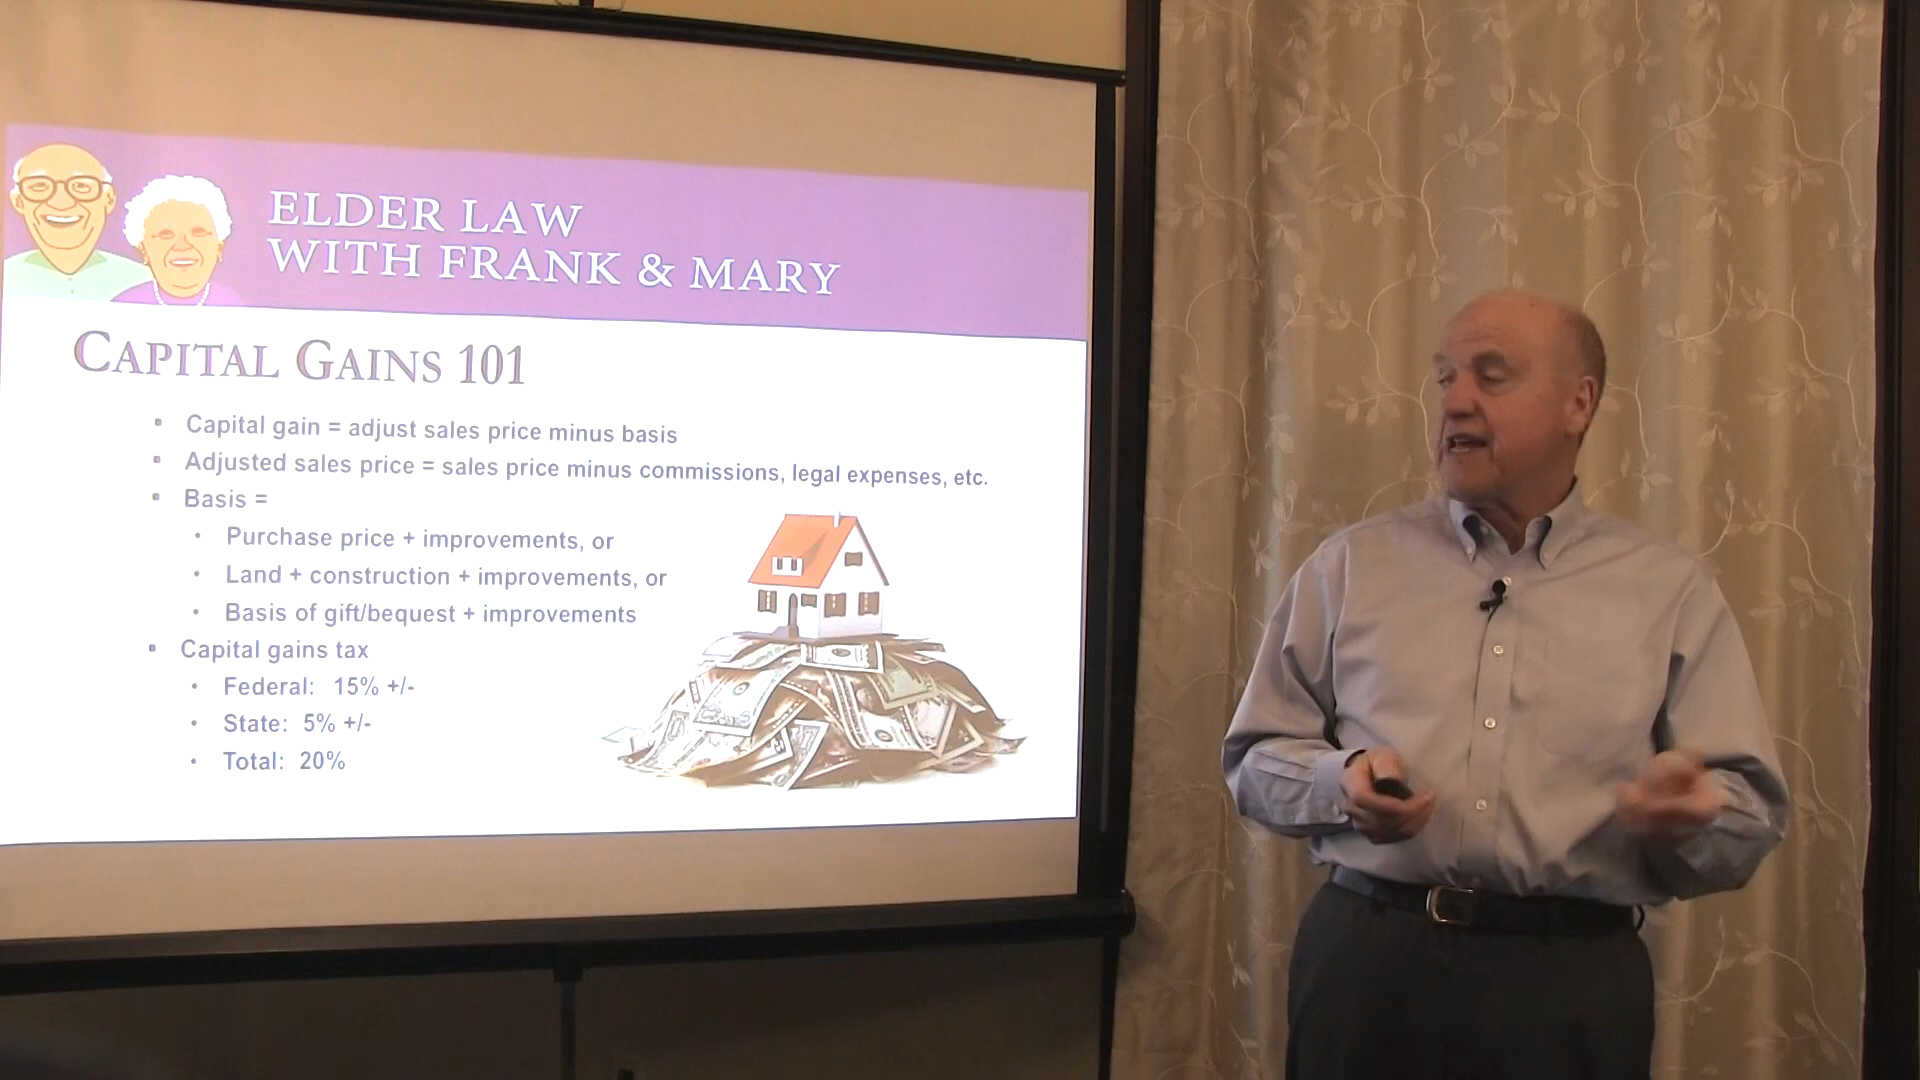 ELDER LAW
WITH FRANK & MARY
CAPITAL GAINS 101
▪ Capital gain = adjust sales price minus basis
▪ Adjusted sales price = sales price minus commissions, legal expenses, etc.
▪ Basis =
• Purchase price + improvements, or
• Land + construction + improvements, or
• Basis of gift/bequest + improvements
▪ Capital gains tax
• Federal: 15% +/-
• State: 5% +/-
• Total: 20%